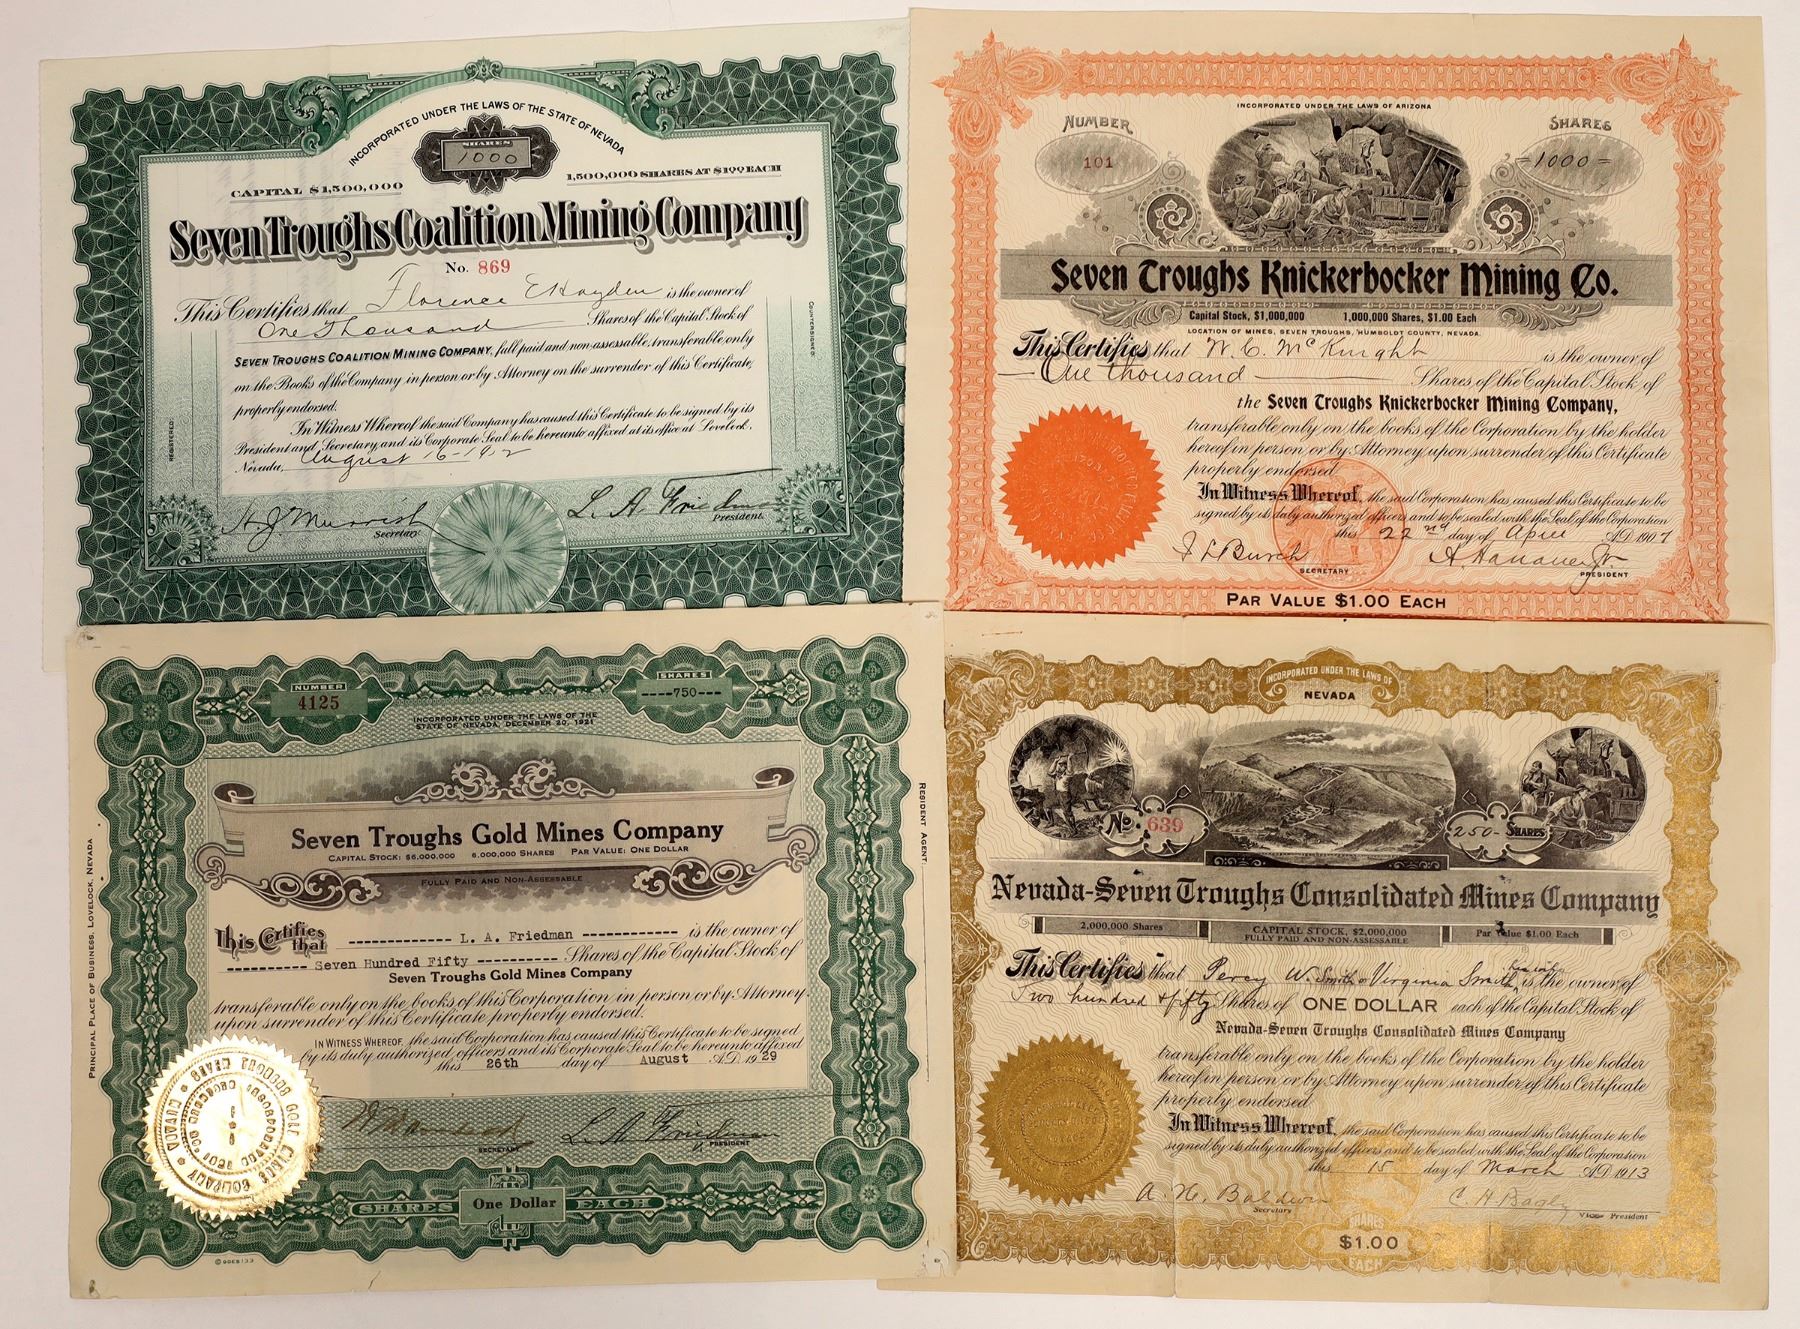 INCORPORATED UNDER THE LAWS OF THE STATE OF NEVADA
SHARES
1000
CAPITAL $1,500,000
1,500,000 SHARES AT $1.00 EACH
Seven Troughs Coalition Mining Company
No. 869
This Certifies that Florence E Hayden is the owner of
One Thousand Shares of the Capital Stock of
SEVEN TROUGHS COALITION MINING COMPANY, full paid and non-assessable, transferable only
on the Books of the Company in person or by Attorney on the surrender of this Certificate,
properly endorsed.
In Witness Whereof the said Company has caused this Certificate to be signed by its
President and Secretary and its Corporate Seal to be hereunto affixed at its office at Lovelock,
Nevada, August 16-1912
REGISTERED:
COUNTERSIGNED:
Secretary
L. A. Friedman
President.
INCORPORATED UNDER THE LAWS OF ARIZONA
NUMBER
SHARES
101
=1000=
Seven Troughs Knickerbocker Mining Co.
Capital Stock, $1,000,000 1,000,000 Shares, $1.00 Each
LOCATION OF MINES, SEVEN TROUGHS, HUMBOLDT COUNTY, NEVADA.
This Certifies that W. C. McKnight is the owner of
One thousand Shares of the Capital Stock of
the Seven Troughs Knickerbocker Mining Company,
transferable only on the books of the Corporation by the holder
hereof in person or by Attorney upon surrender of this Certificate
properly endorsed
In Witness Whereof, the said Corporation has caused this Certificate to be
signed by its duly authorized officers and to be sealed with the Seal of the Corporation
this 22nd day of April A.D. 1907
J L Burch
SECRETARY
A. Hanauer Jr.
PRESIDENT
PAR VALUE $1.00 EACH
NUMBER
4125
SHARES
----750---
INCORPORATED UNDER THE LAWS OF THE
STATE OF NEVADA, DECEMBER 20, 1921
Seven Troughs Gold Mines Company
CAPITAL STOCK: $6,000,000 6,000,000 SHARES PAR VALUE: ONE DOLLAR
FULLY PAID AND NON-ASSESSABLE
This Certifies that L. A. Friedman is the owner of
Seven Hundred Fifty Shares of the Capital Stock of
Seven Troughs Gold Mines Company
transferable only on the books of this Corporation in person or by Attorney
upon surrender of this Certificate properly endorsed.
IN WITNESS WHEREOF, the said Corporation has caused this Certificate to be signed
by its duly authorized officers and its Corporate Seal to be hereunto affixed
this 26th day of August A.D. 1929
SECRETARY
L. A. Friedman
PRESIDENT
SHARES One Dollar EACH
PRINCIPAL PLACE OF BUSINESS, LOVELOCK, NEVADA
RESIDENT AGENT:
© GOES 133
INCORPORATED UNDER THE LAWS OF
NEVADA
No. 639
250- SHARES
Nevada-Seven Troughs Consolidated Mines Company
2,000,000 Shares
CAPITAL STOCK, $2,000,000
FULLY PAID AND NON-ASSESSABLE
Par Value $1.00 Each
This Certifies that Percy W. Smith & Virginia Smith is the owner of
Two hundred & fifty Shares of ONE DOLLAR each of the Capital Stock of
Nevada-Seven Troughs Consolidated Mines Company
transferable only on the books of the Corporation by the holder
hereof in person or by Attorney upon surrender of this Certificate
properly endorsed
In Witness Whereof, the said Corporation has caused this Certificate to be
signed by its duly authorized officers and to be sealed with the Seal of the Corporation
this 15 day of March A.D. 1913
A. H. Baldwin
Secretary
C. H. Bagly
Vice President
SHARES
$1.00
EACH